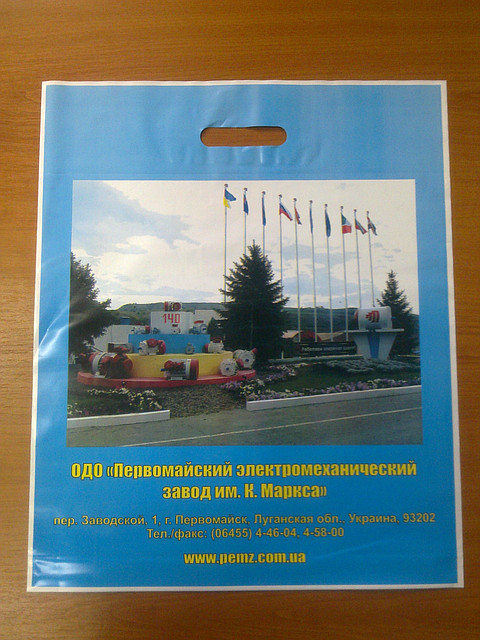 140
ОДО «Первомайский электромеханический
завод им. К. Маркса»
пер. Заводской, 1, г. Первомайск, Луганская обл., Украина, 93202
Тел./факс: (06455) 4-46-04, 4-58-00
www.pemz.com.ua